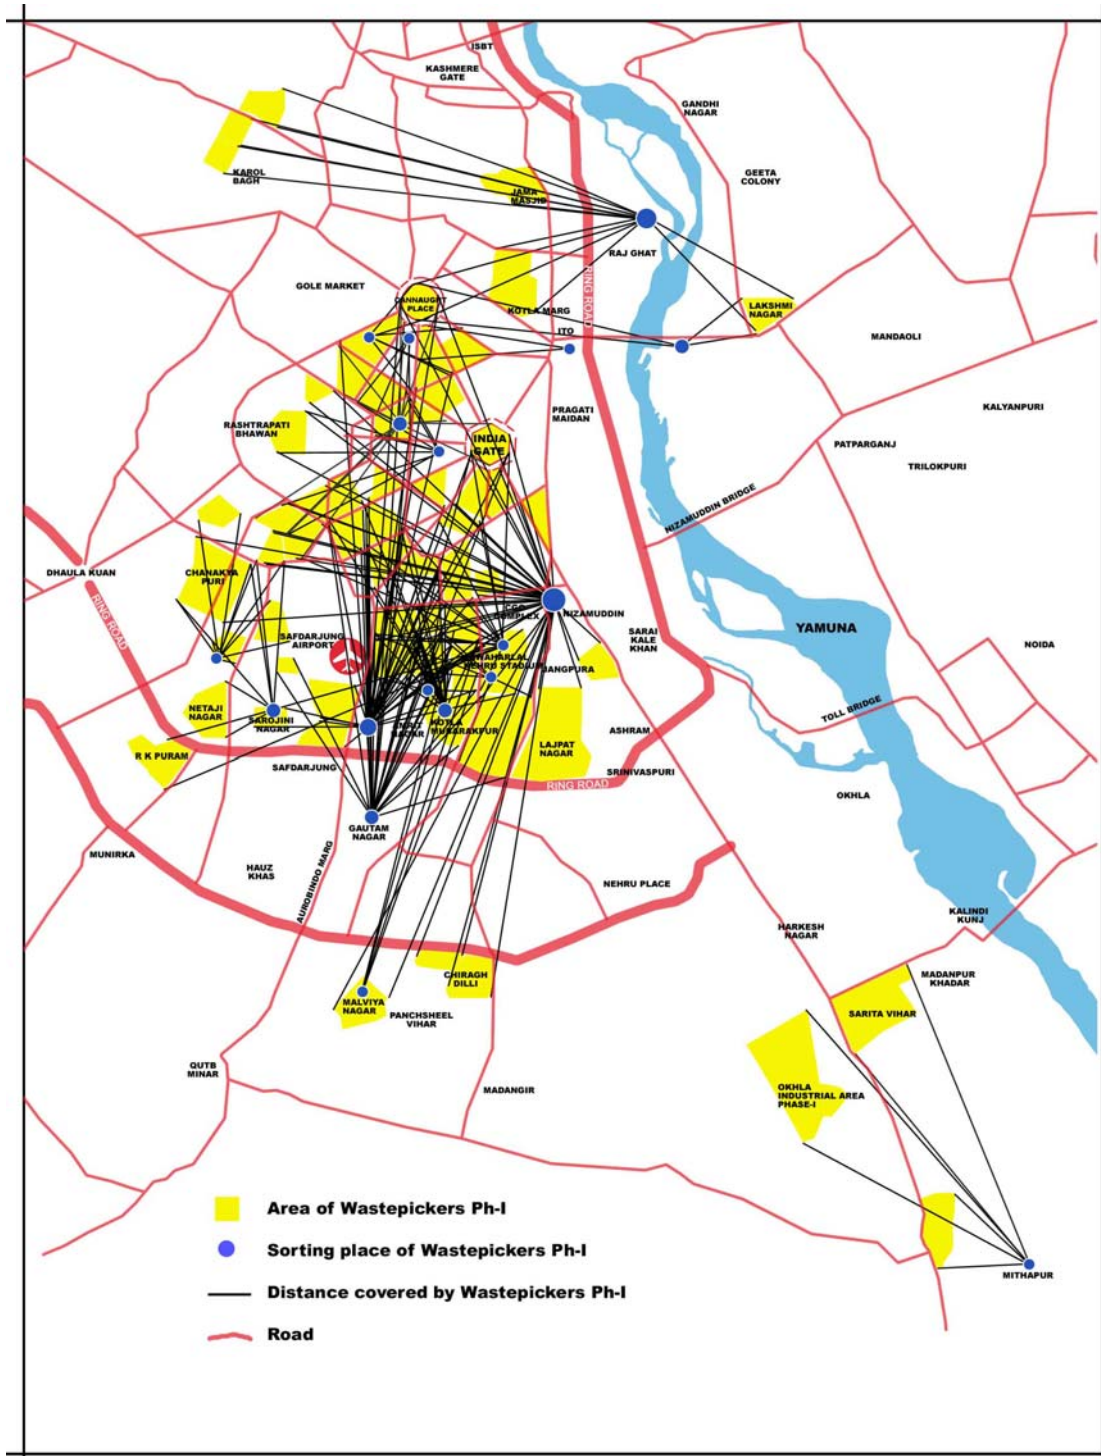 ISBT
KASHMERE
GATE
GANDHI
NAGAR
KAROL
BAGH
JAMA
MASJID
GEETA
COLONY
RAJ GHAT
RING ROAD
GOLE MARKET
CANNAUGHT
PLACE
KOTLA MARG
LAKSHMI
NAGAR
ITO
MANDAOLI
PRAGATI
MAIDAN
KALYANPURI
RASHTRAPATI
BHAWAN
INDIA
GATE
PATPARGANJ
TRILOKPURI
NIZAMUDDIN BRIDGE
DHAULA KUAN
CHANAKYA
PURI
RING ROAD
CGO
COMPLEX
NIZAMUDDIN
SAFDARJUNG
AIRPORT
SARAI
KALE
KHAN
YAMUNA
NOIDA
JAWAHARLAL
NEHRU STADIUM
JANGPURA
NETAJI
NAGAR
SAROJINI
NAGAR
AMRIT
NAGAR
KOTLA
MUBARAKPUR
TOLL BRIDGE
ASHRAM
R K PURAM
LAJPAT
NAGAR
SAFDARJUNG
SRINIVASPURI
RING ROAD
OKHLA
GAUTAM
NAGAR
MUNIRKA
HAUZ
KHAS
AUROBINDO MARG
NEHRU PLACE
KALINDI
KUNJ
HARKESH
NAGAR
CHIRAGH
DILLI
MADANPUR
KHADAR
MALVIYA
NAGAR
PANCHSHEEL
VIHAR
SARITA VIHAR
QUTB
MINAR
MADANGIR
OKHLA
INDUSTRIAL AREA
PHASE-I
Area of Wastepickers Ph-I
Sorting place of Wastepickers Ph-I
MITHAPUR
Distance covered by Wastepickers Ph-I
Road